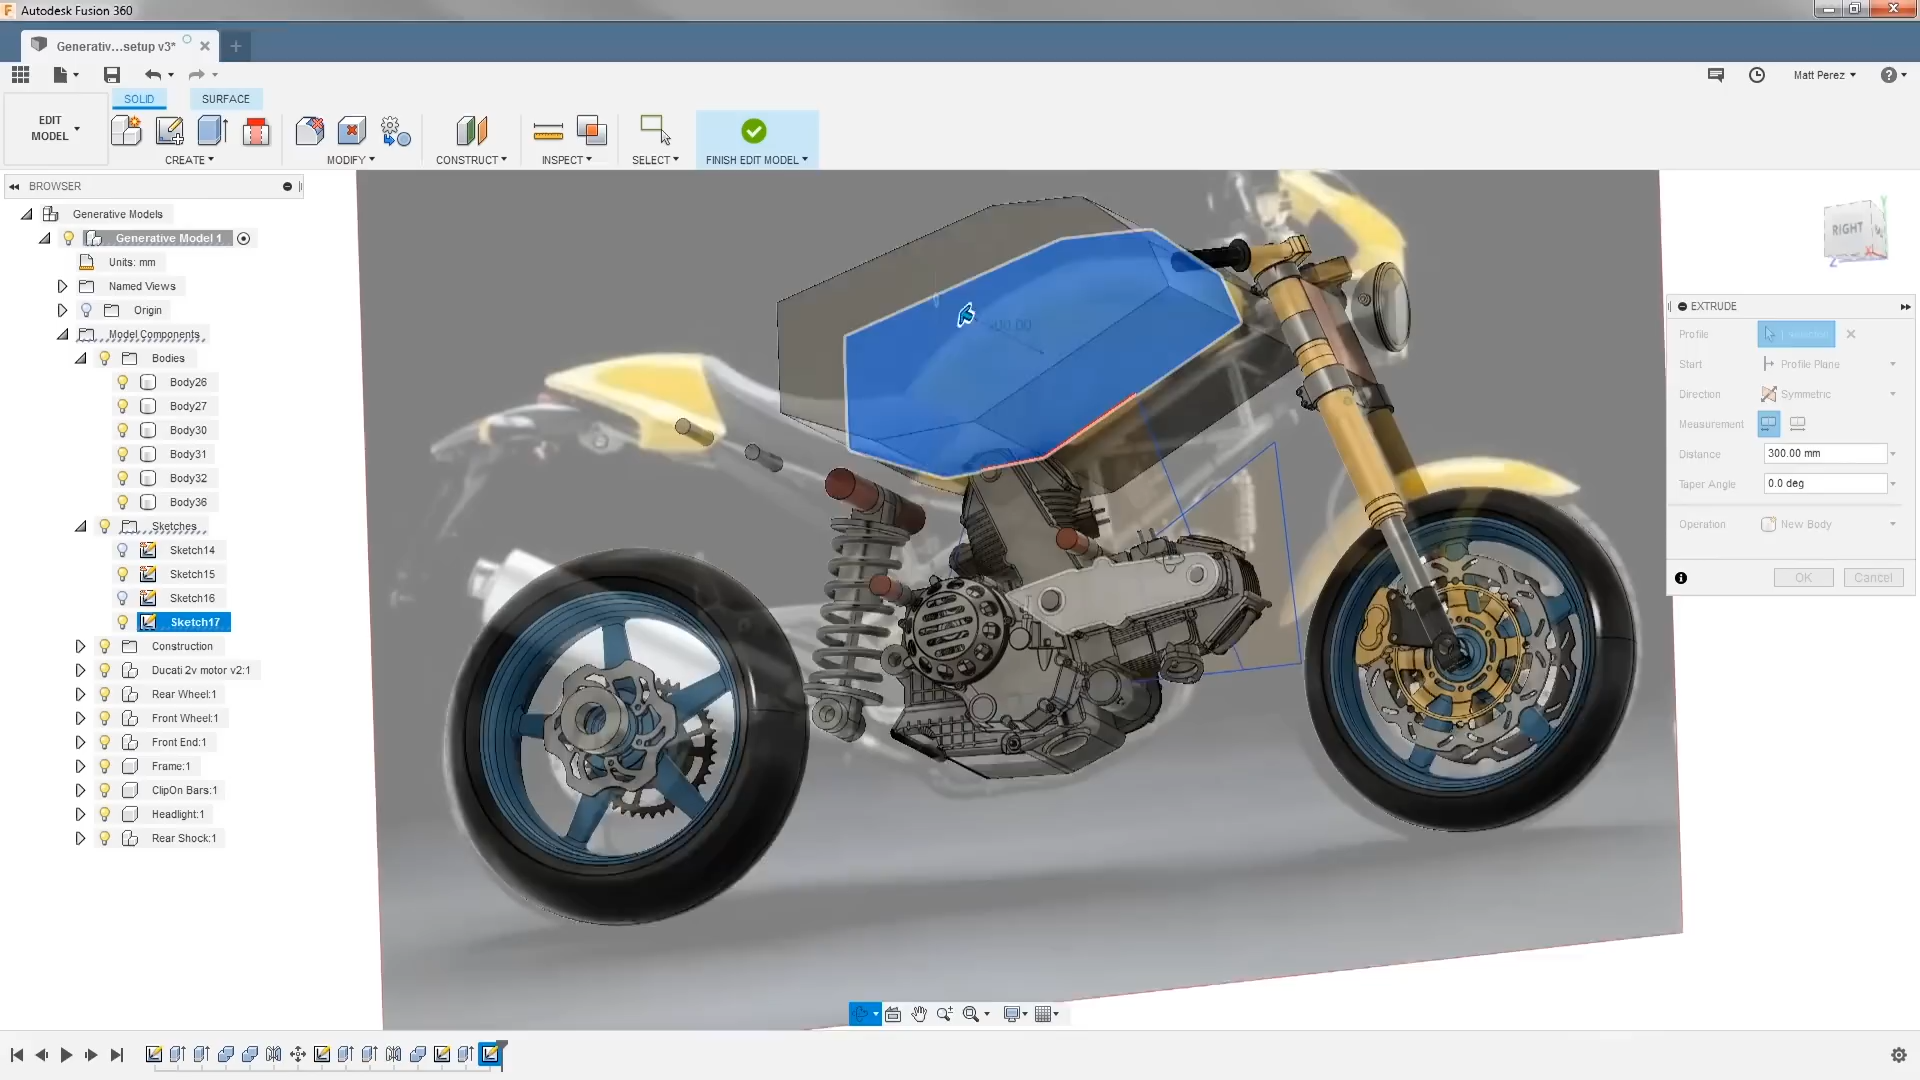 Autodesk Fusion 360
Generativ...setup v3*
Matt Perez
SOLID
SURFACE
EDIT
MODEL
CREATE
MODIFY
CONSTRUCT
INSPECT
SELECT
FINISH EDIT MODEL
BROWSER
Generative Models
Generative Model 1
Units: mm
Named Views
Origin
Model Components
Bodies
Body26
Body27
Body30
Body31
Body32
Body36
Sketches
Sketch14
Sketch15
Sketch16
Sketch17
Construction
Ducati 2v motor v2:1
Rear Wheel:1
Front Wheel:1
Front End:1
Frame:1
ClipOn Bars:1
Headlight:1
Rear Shock:1
RIGHT
EXTRUDE
Profile
Start
Profile Plane
Direction
Symmetric
Measurement
Distance
300.00 mm
Taper Angle
0.0 deg
Operation
New Body
OK
Cancel